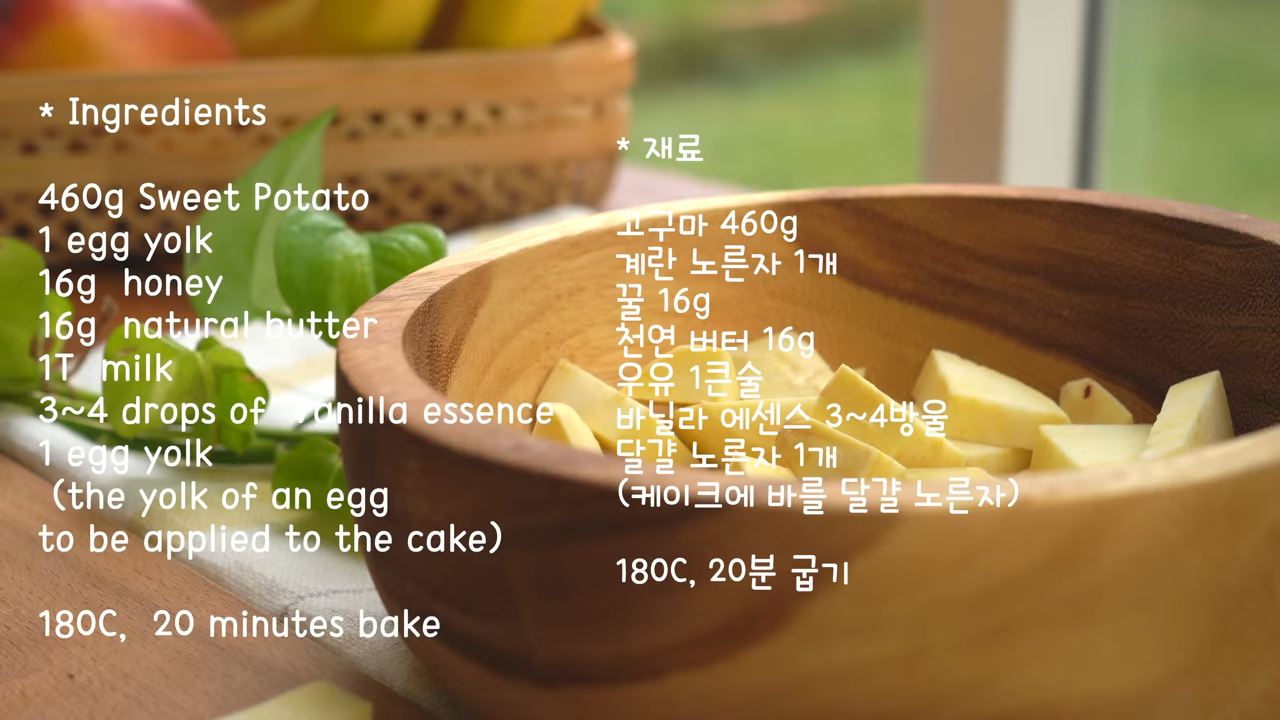 * Ingredients
460g Sweet Potato
1 egg yolk
16g honey
16g natural butter
1T milk
3~4 drops of vanilla essence
1 egg yolk
(the yolk of an egg
to be applied to the cake)
180C, 20 minutes bake
* 재료
고구마 460g
계란 노른자 1개
꿀 16g
천연 버터 16g
우유 1큰술
바닐라 에센스 3~4방울
달걀 노른자 1개
(케이크에 바를 달걀 노른자)
180C, 20분 굽기